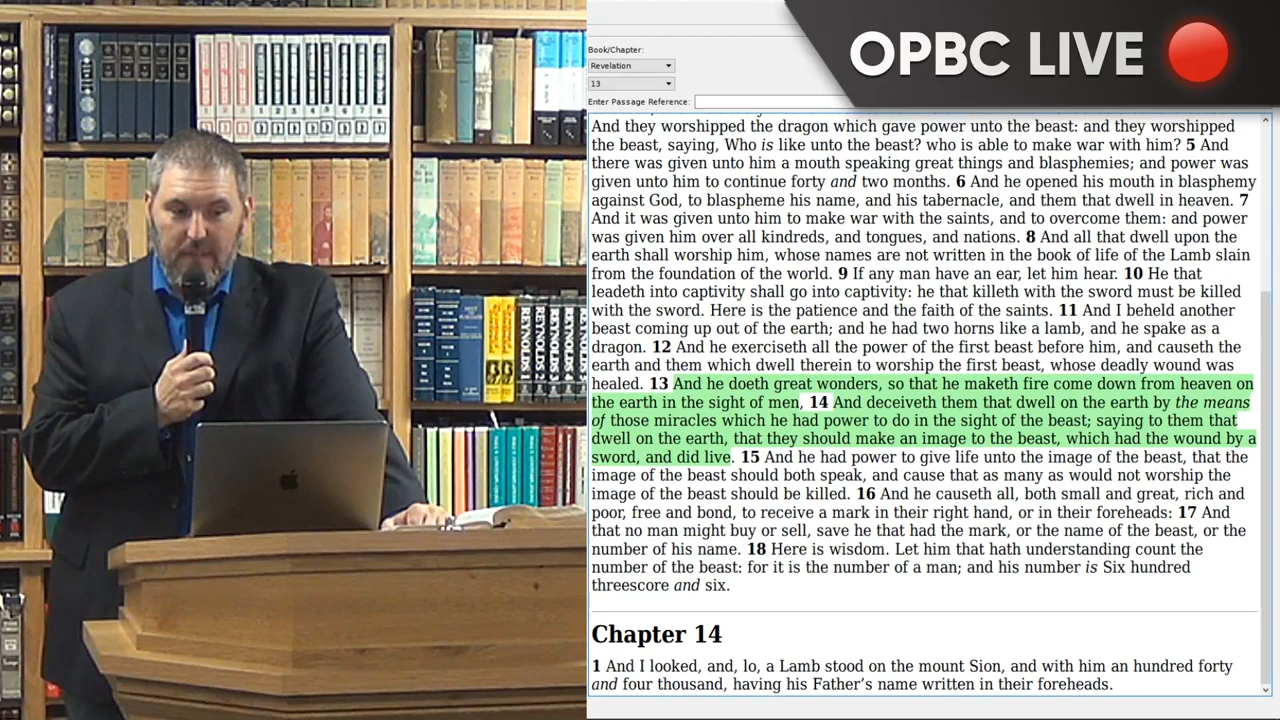 OPBC LIVE
Book/Chapter:
Revelation
13
Enter Passage Reference:
And they worshipped the dragon which gave power unto the beast: and they worshipped
the beast, saying, Who is like unto the beast? who is able to make war with him? 5 And
there was given unto him a mouth speaking great things and blasphemies; and power was
given unto him to continue forty and two months. 6 And he opened his mouth in blasphemy
against God, to blaspheme his name, and his tabernacle, and them that dwell in heaven. 7
And it was given unto him to make war with the saints, and to overcome them: and power
was given him over all kindreds, and tongues, and nations. 8 And all that dwell upon the
earth shall worship him, whose names are not written in the book of life of the Lamb slain
from the foundation of the world. 9 If any man have an ear, let him hear. 10 He that
leadeth into captivity shall go into captivity: he that killeth with the sword must be killed
with the sword. Here is the patience and the faith of the saints. 11 And I beheld another
beast coming up out of the earth; and he had two horns like a lamb, and he spake as a
dragon. 12 And he exerciseth all the power of the first beast before him, and causeth the
earth and them which dwell therein to worship the first beast, whose deadly wound was
healed. 13 And he doeth great wonders, so that he maketh fire come down from heaven on
the earth in the sight of men, 14 And deceiveth them that dwell on the earth by the means
of those miracles which he had power to do in the sight of the beast; saying to them that
dwell on the earth, that they should make an image to the beast, which had the wound by a
sword, and did live. 15 And he had power to give life unto the image of the beast, that the
image of the beast should both speak, and cause that as many as would not worship the
image of the beast should be killed. 16 And he causeth all, both small and great, rich and
poor, free and bond, to receive a mark in their right hand, or in their foreheads: 17 And
that no man might buy or sell, save he that had the mark, or the name of the beast, or the
number of his name. 18 Here is wisdom. Let him that hath understanding count the
number of the beast: for it is the number of a man; and his number is Six hundred
threescore and six.
Chapter 14
1 And I looked, and, lo, a Lamb stood on the mount Sion, and with him an hundred forty
and four thousand, having his Father's name written in their foreheads.
REYNOLDS 1
REYNOLDS 2
REYNOLDS 3